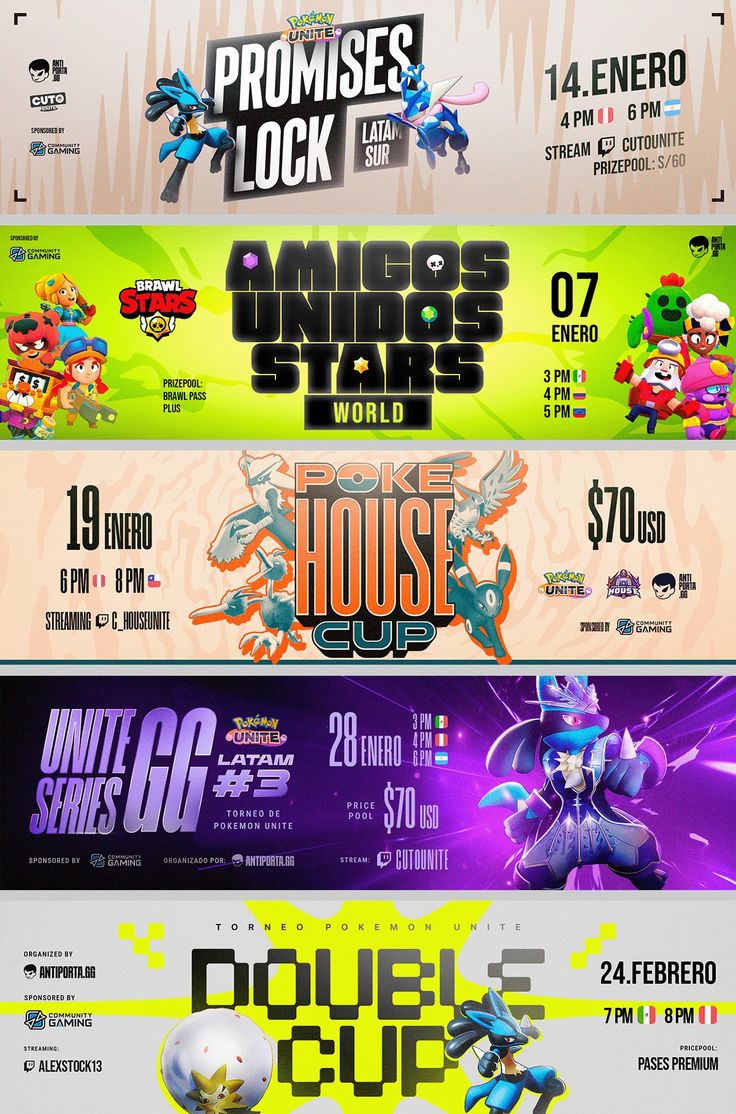 ANTI
PORTA
.GG
CUTO
UNITE
SPONSORED BY
COMMUNITY
GAMING
POKÉMON
UNITE
PROMISES
LOCK
LATAM
SUR
14.ENERO
4 PM 6 PM
STREAM CUTOUNITE
PRIZEPOOL: S/60
SPONSORED BY
COMMUNITY
GAMING
BRAWL
STARS
PRIZEPOOL:
BRAWL PASS
PLUS
AMIGOS
UNIDOS
STARS
WORLD
ANTI
PORTA
.GG
07
ENERO
3 PM
4 PM
5 PM
19 ENERO
6 PM 8 PM
STREAMING C_HOUSEUNITE
POKE
HOUSE
CUP
$70 USD
POKÉMON
UNITE
HOUSE
ANTI
PORTA
.GG
SPONSORED BY
COMMUNITY
GAMING
UNITE
SERIES
GG
POKÉMON
UNITE
LATAM
#3
TORNEO DE
POKEMON UNITE
SPONSORED BY
COMMUNITY
GAMING
ORGANIZADO POR: ANTIPORTA.GG
28 ENERO
3 PM
4 PM
6 PM
PRICE
POOL
$70 USD
STREAM: CUTOUNITE
TORNEO POKEMON UNITE
DOUBLE
CUP
ORGANIZED BY
ANTIPORTA.GG
SPONSORED BY
COMMUNITY
GAMING
STREAMING:
ALEXSTOCK13
24.FEBRERO
7 PM 8 PM
PRICEPOOL:
PASES PREMIUM